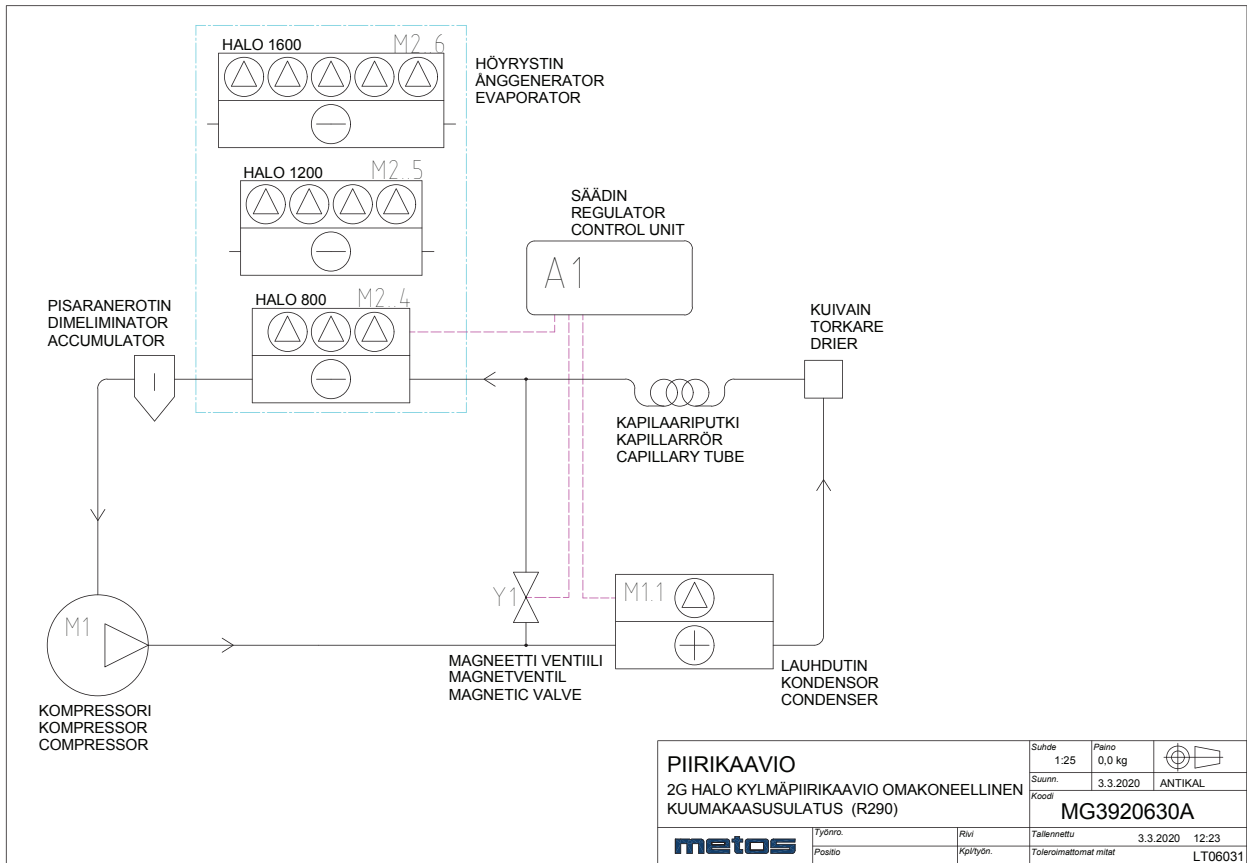 HALO 1600
M2..6
HÖYRYSTIN
ÅNGGENERATOR
EVAPORATOR
HALO 1200
M2..5
SÄÄDIN
REGULATOR
CONTROL UNIT
A1
HALO 800
M2..4
PISARANEROTIN
DIMELIMINATOR
ACCUMULATOR
KUIVAIN
TORKARE
DRIER
KAPILAARIPUTKI
KAPILLARRÖR
CAPILLARY TUBE
Y1
M1.1
M1
MAGNEETTI VENTIILI
MAGNETVENTIL
MAGNETIC VALVE
LAUHDUTIN
KONDENSOR
CONDENSER
KOMPRESSORI
KOMPRESSOR
COMPRESSOR
PIIRIKAAVIO
2G HALO KYLMÄPIIRIKAAVIO OMAKONEELLINEN
KUUMAKAASUSULATUS (R290)
Suhde
1:25
Paino
0,0 kg
Suunn.
3.3.2020
ANTIKAL
Koodi
MG3920630A
metos
Työnro.
Rivi
Tallennettu
3.3.2020 12:23
Positio
Kpl/työn.
Toleroimattomat mitat
LT06031